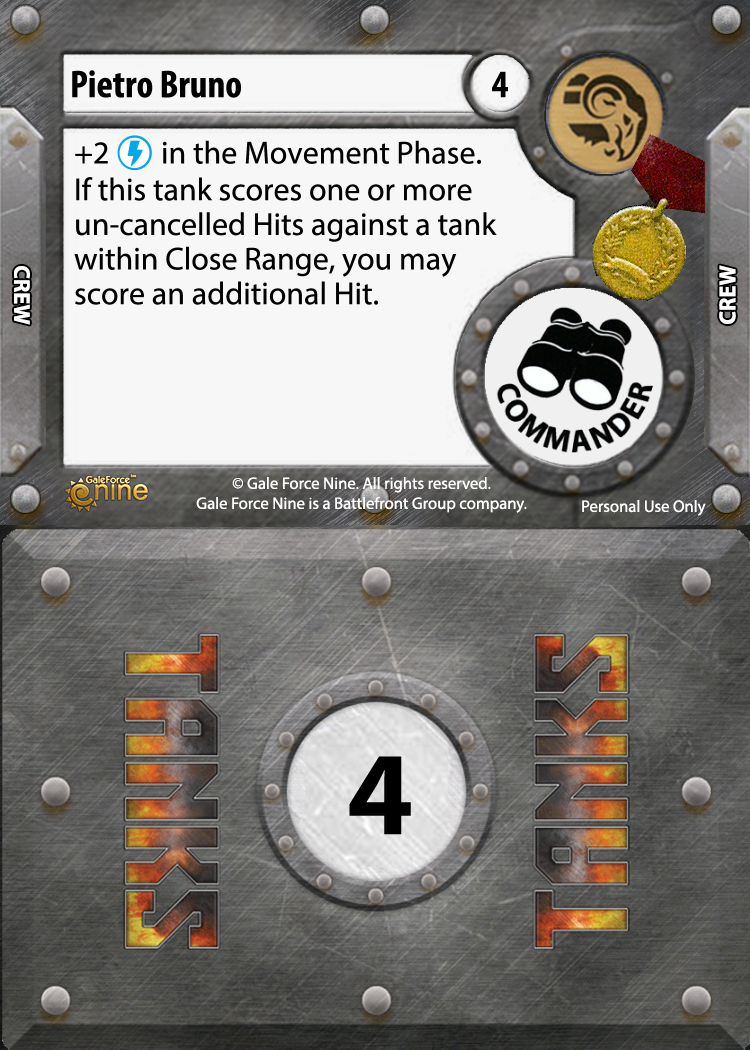 Pietro Bruno
4
+2 in the Movement Phase.
If this tank scores one or more
un-cancelled Hits against a tank
within Close Range, you may
score an additional Hit.
CREW
CREW
COMMANDER
GaleForce™
nine
© Gale Force Nine. All rights reserved.
Gale Force Nine is a Battlefront Group company.
Personal Use Only
TANKS
4
TANKS